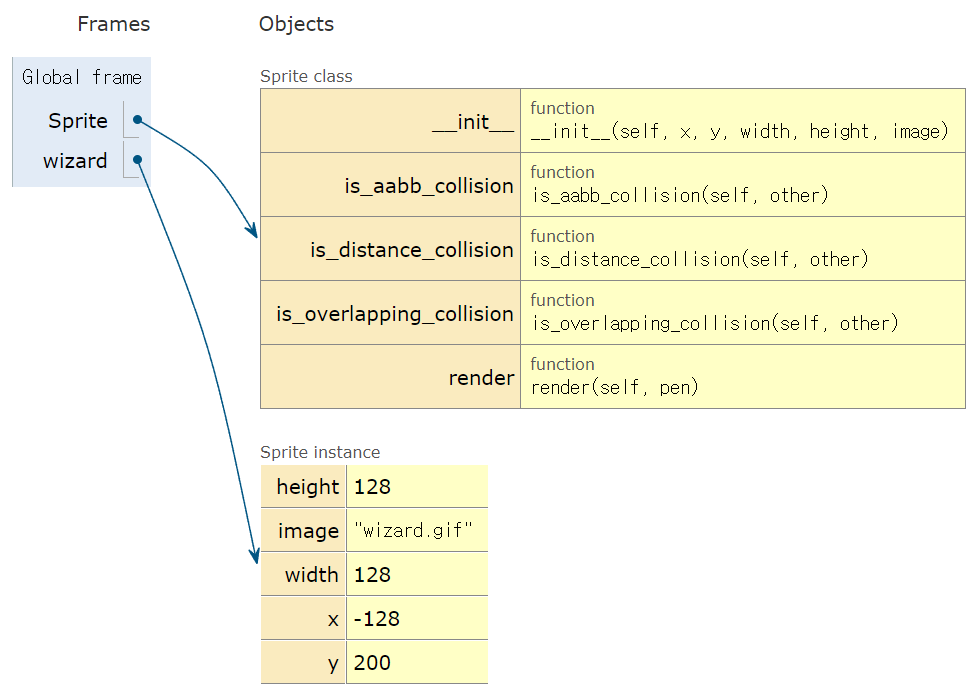 Frames
Objects
Global frame
Sprite
wizard
Sprite class
__init__
function
__init__(self, x, y, width, height, image)
is_aabb_collision
function
is_aabb_collision(self, other)
is_distance_collision
function
is_distance_collision(self, other)
is_overlapping_collision
function
is_overlapping_collision(self, other)
render
function
render(self, pen)
Sprite instance
height 128
image "wizard.gif"
width 128
x -128
y 200